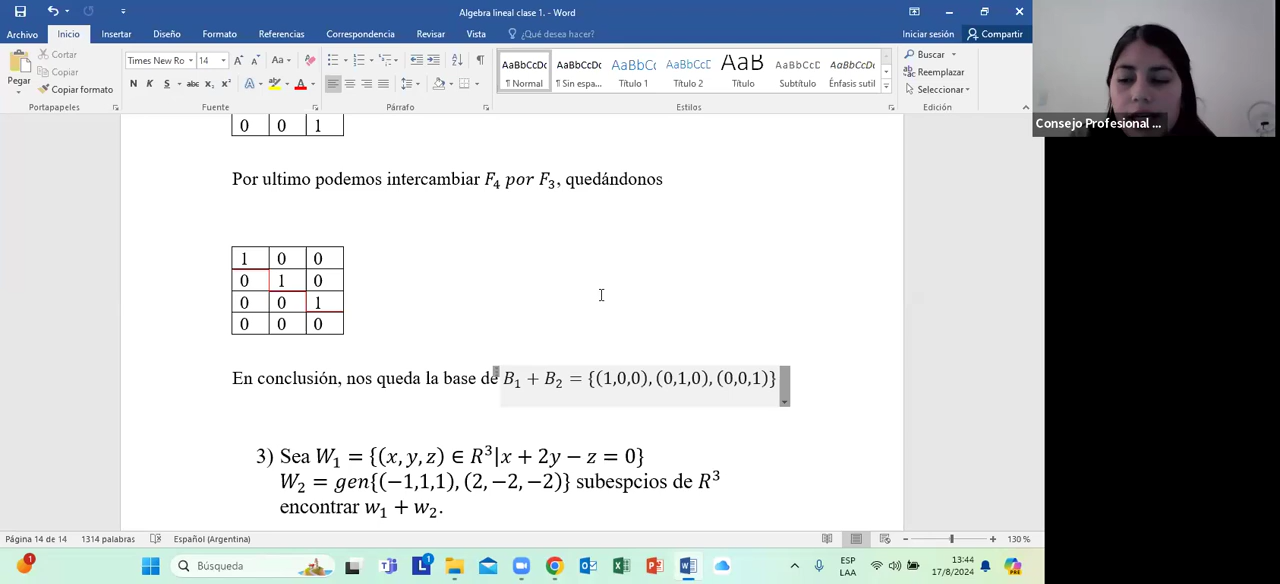 Algebra lineal clase 1. - Word
Archivo Inicio Insertar Diseño Formato Referencias Correspondencia Revisar Vista ¿Qué desea hacer? Iniciar sesión Compartir
Pegar
Cortar
Copiar
Copiar formato
Portapapeles
Times New Ro 14
N K S abc x₂ x²
Fuente
Párrafo
AaBbCcDc AaBbCcDc AaBbCc AaBbCcD AaB AaBbCcD AaBbCcDc
¶ Normal ¶ Sin espa... Título 1 Título 2 Título Subtítulo Énfasis sutil
Estilos
Buscar
Reemplazar
Seleccionar
Edición
Consejo Profesional ...
0 0 1
Por ultimo podemos intercambiar F₄ por F₃, quedándonos
1 0 0
0 1 0
0 0 1
0 0 0
En conclusión, nos queda la base de B₁ + B₂ = {(1,0,0), (0,1,0), (0,0,1)}
3) Sea W₁ = {(x, y, z) ∈ R³|x + 2y − z = 0}
W₂ = gen{(−1,1,1), (2, −2, −2)} subespcios de R³
encontrar w₁ + w₂.
Página 14 de 14 1314 palabras Español (Argentina) 130 %
Búsqueda
ESP
LAA
13:44
17/8/2024